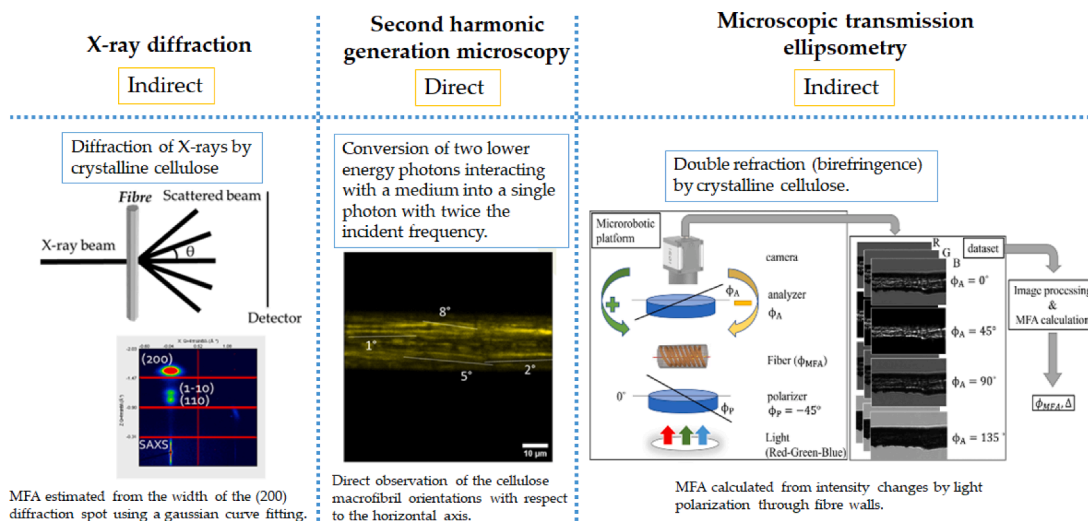 X-ray diffraction
Indirect
Diffraction of X-rays by
crystalline cellulose
Fibre
Scattered beam
X-ray beam
θ
Detector
(200)
(1-10)
(110)
SAXS
MFA estimated from the width of the (200)
diffraction spot using a gaussian curve fitting.
Second harmonic
generation microscopy
Direct
Conversion of two lower
energy photons interacting
with a medium into a single
photon with twice the
incident frequency.
8°
1°
5°
2°
10 µm
Direct observation of the cellulose
macrofibril orientations with respect
to the horizontal axis.
Microscopic transmission
ellipsometry
Indirect
Double refraction (birefringence)
by crystalline cellulose.
Microrobotic
platform
camera
analyzer
ϕA
ϕA
+
−
Fiber (ϕMFA)
0°
polarizer
ϕP = −45°
ϕP
Light
(Red-Green-Blue)
R
G
B
dataset
ϕA = 0°
ϕA = 45°
ϕA = 90°
ϕA = 135°
Image processing
&
MFA calculation
ϕMFA, Δ
MFA calculated from intensity changes by light
polarization through fibre walls.